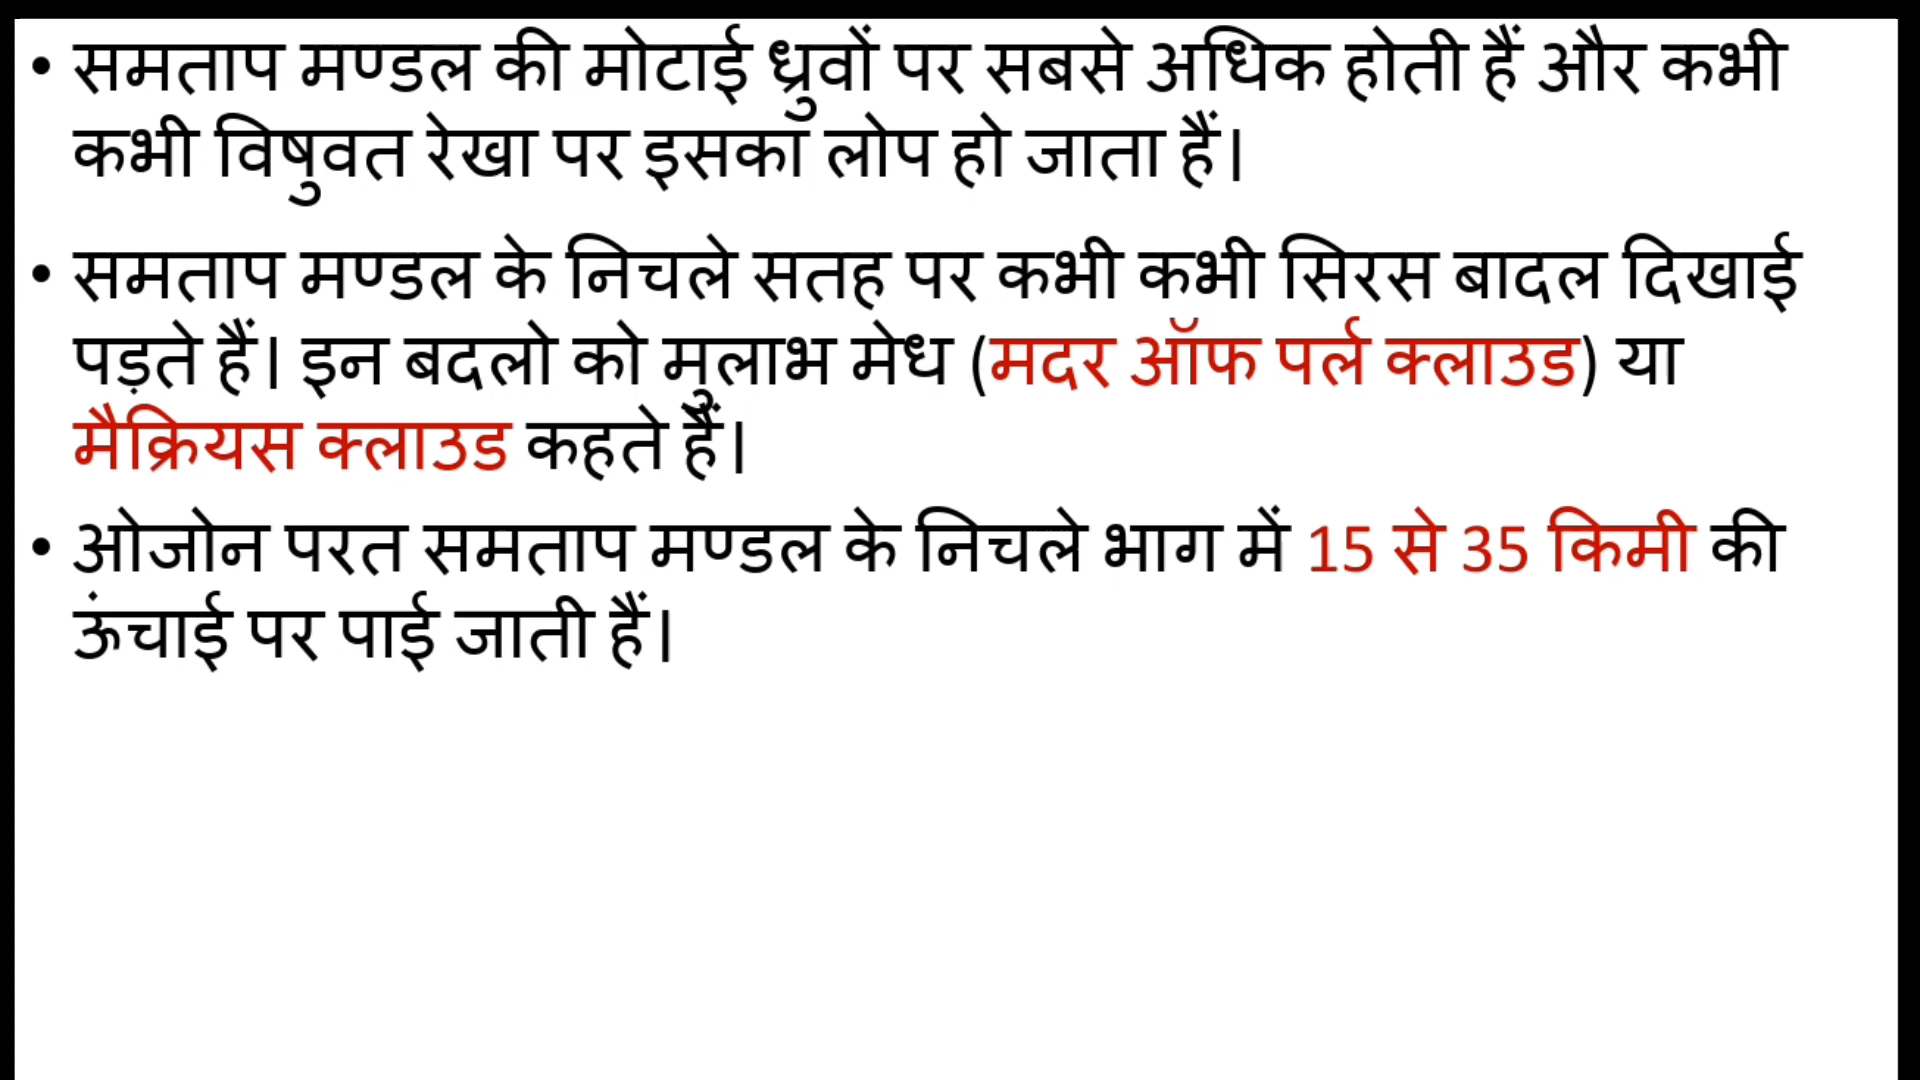 • समताप मण्डल की मोटाई ध्रुवों पर सबसे अधिक होती हैं और कभी
कभी विषुवत रेखा पर इसका लोप हो जाता हैं।
• समताप मण्डल के निचले सतह पर कभी कभी सिरस बादल दिखाई
पड़ते हैं। इन बदलो को मुलाभ मेध (मदर ऑफ पर्ल क्लाउड) या
मैक्रियस क्लाउड कहते हैं।
• ओजोन परत समताप मण्डल के निचले भाग में 15 से 35 किमी की
ऊंचाई पर पाई जाती हैं।